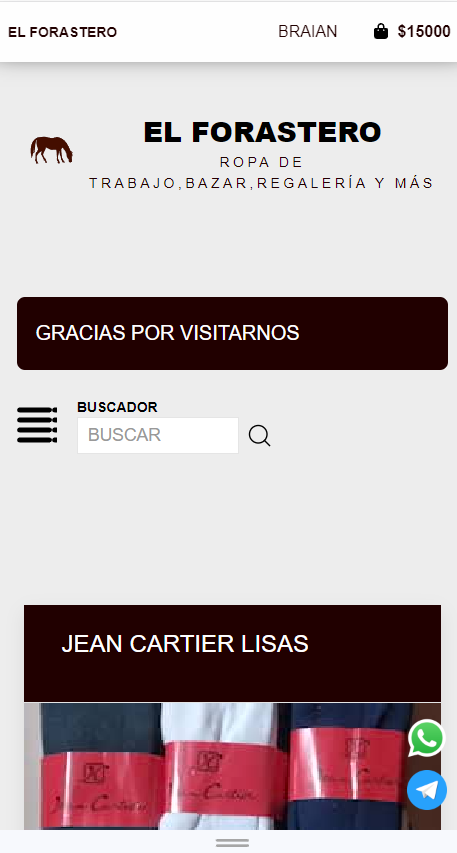 EL FORASTERO
BRAIAN
$15000
EL FORASTERO
ROPA DE
TRABAJO,BAZAR,REGALERÍA Y MÁS
GRACIAS POR VISITARNOS
BUSCADOR
BUSCAR
JEAN CARTIER LISAS
Jean Cartier
Jean Cartier
Jean Cartier